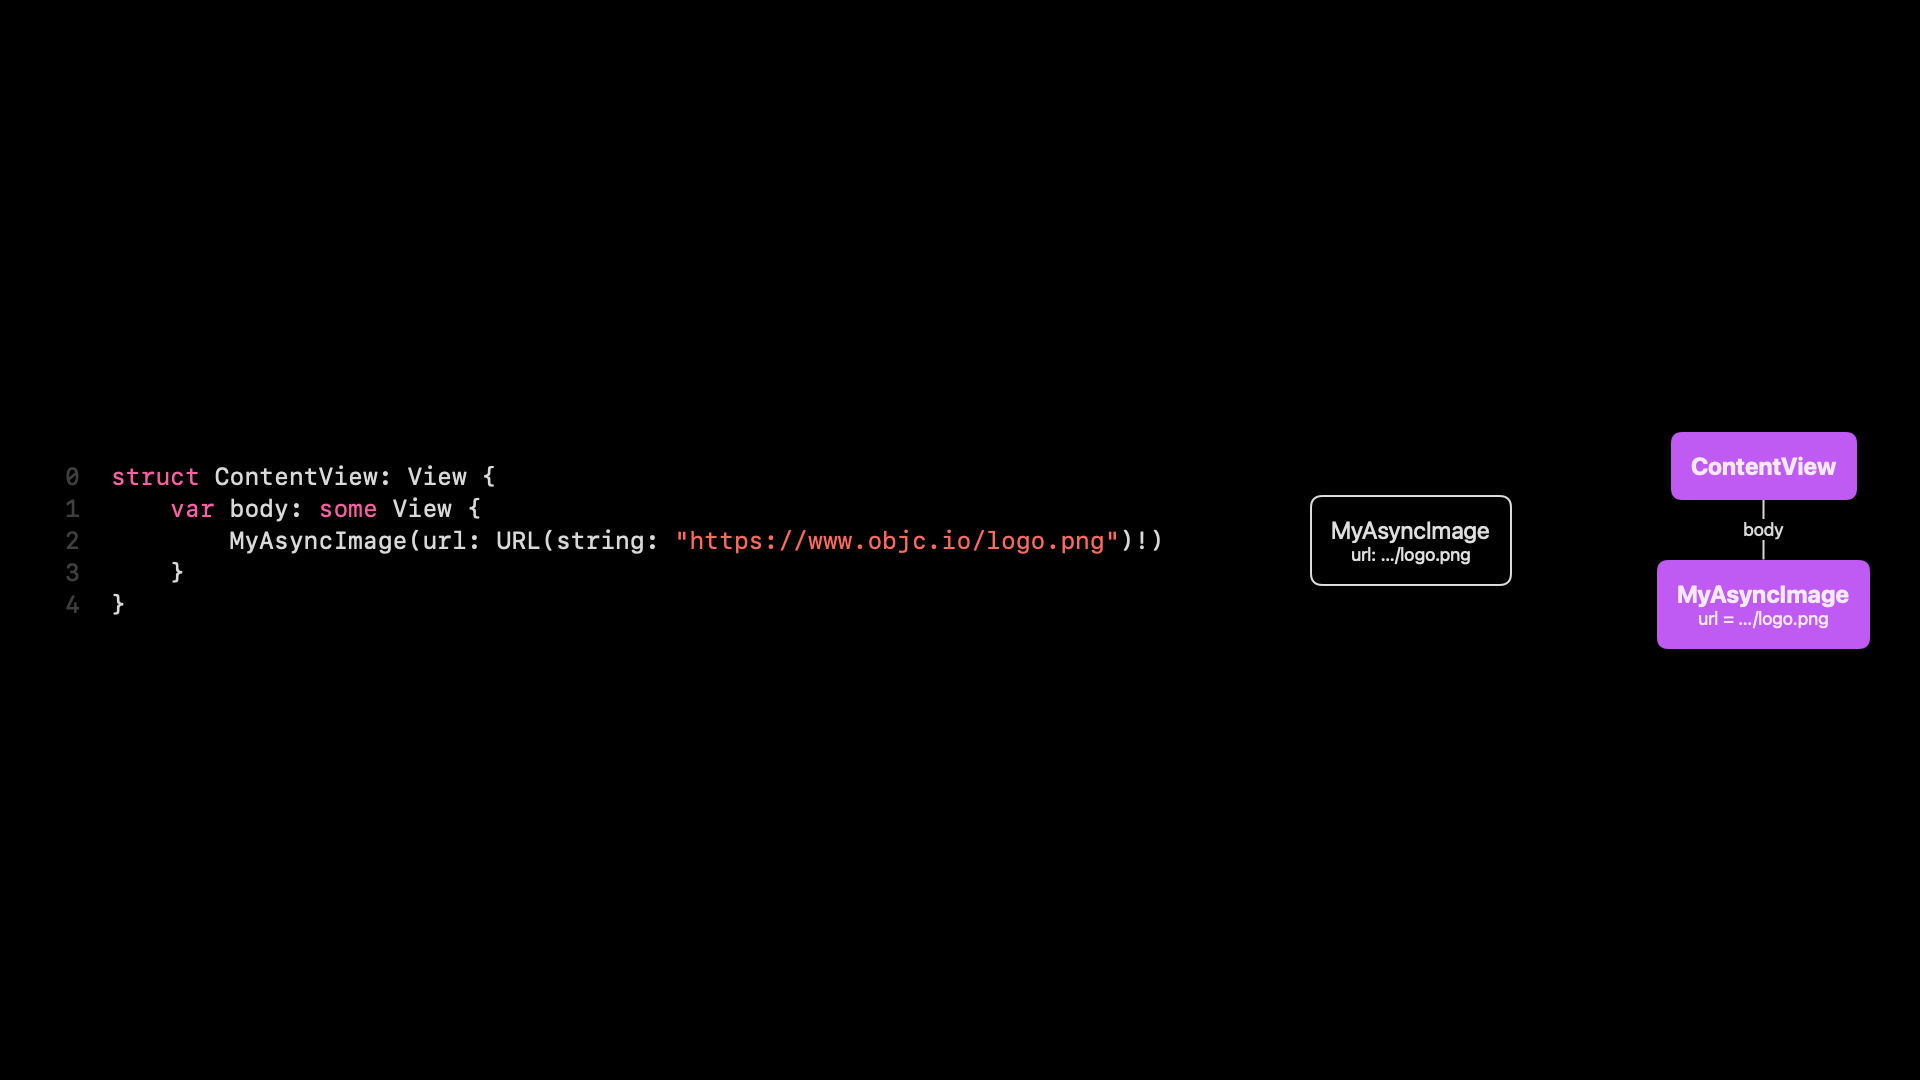 0 struct ContentView: View {
1     var body: some View {
2         MyAsyncImage(url: URL(string: "https://www.objc.io/logo.png")!)
3     }
4 }
MyAsyncImage
url: .../logo.png
ContentView
body
MyAsyncImage
url = .../logo.png